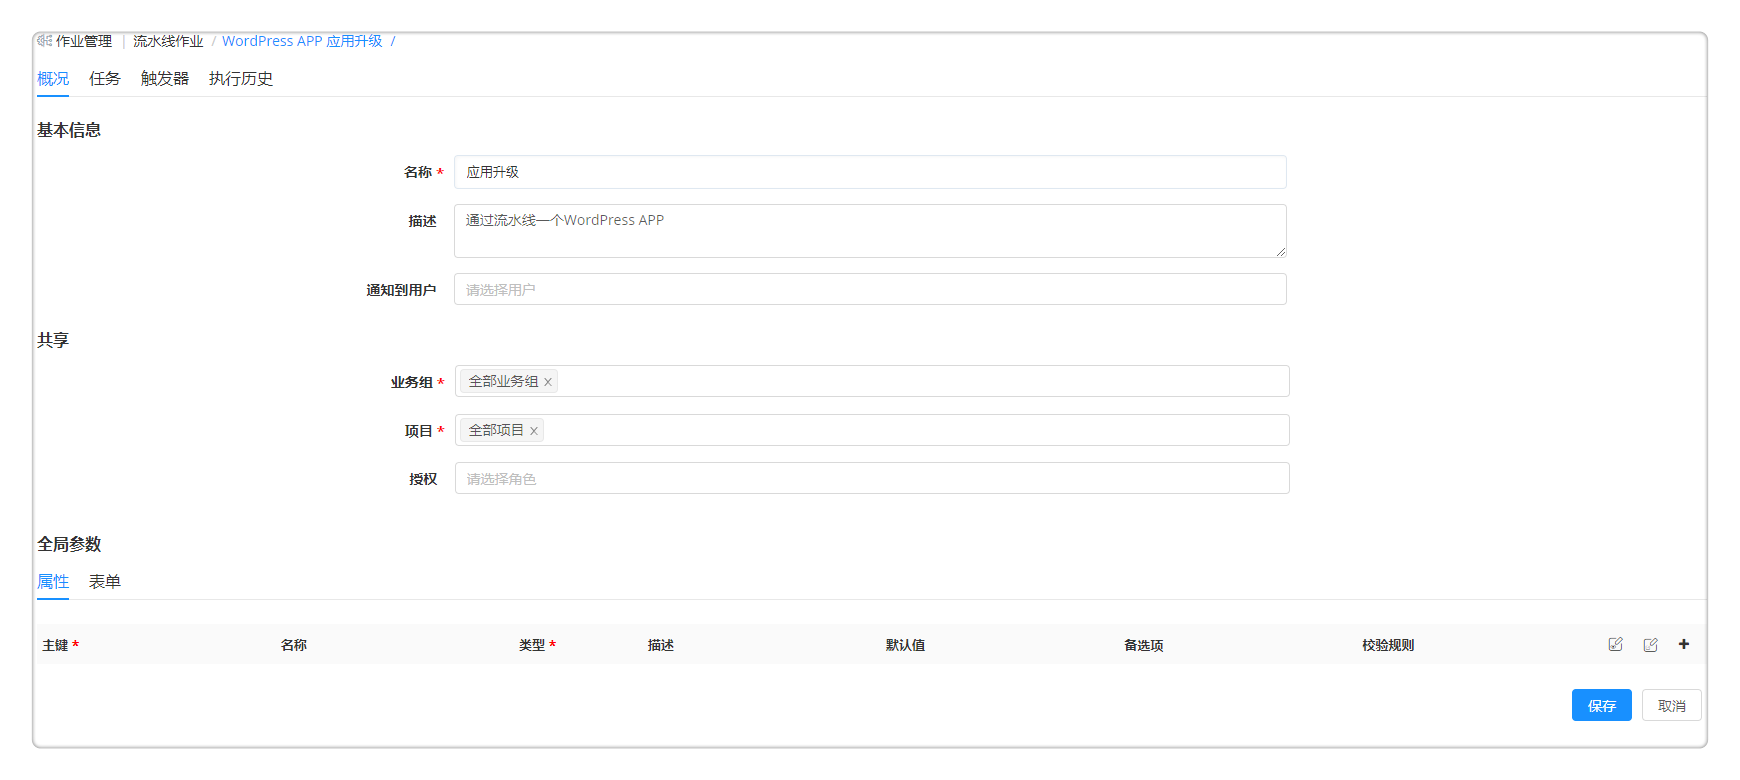 作业管理 | 流水线作业 / WordPress APP 应用升级 /
概况 任务 触发器 执行历史
基本信息
名称 * 应用升级
描述 通过流水线一个WordPress APP
通知到用户 请选择用户
共享
业务组 * 全部业务组 x
项目 * 全部项目 x
授权 请选择角色
全局参数
属性 表单
主键 * 名称 类型 * 描述 默认值 备选项 校验规则
保存 取消